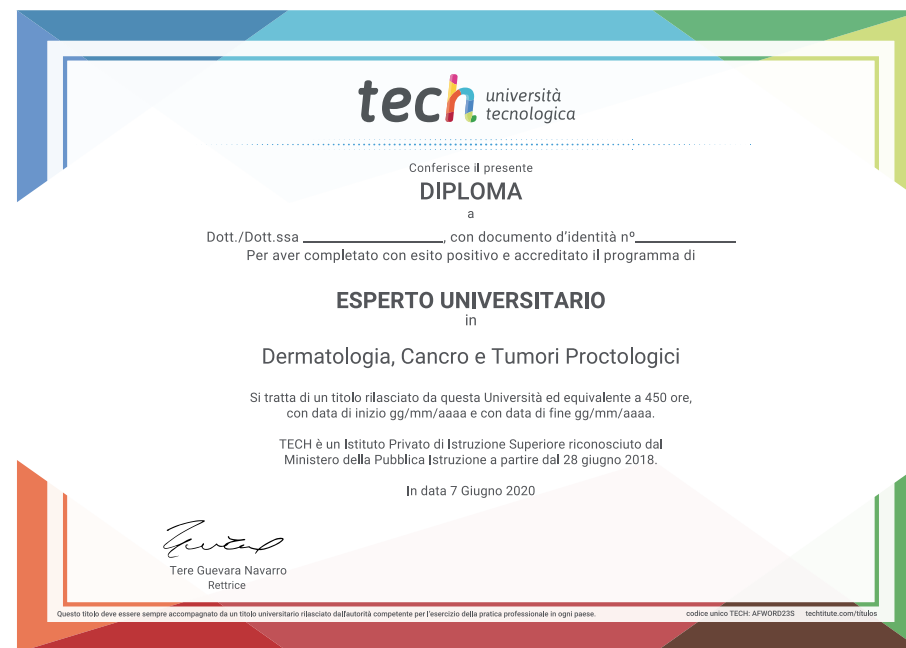 tech università
tecnologica
Conferisce il presente
DIPLOMA
a
Dott./Dott.ssa ____________________, con documento d'identità nº______________
Per aver completato con esito positivo e accreditato il programma di
ESPERTO UNIVERSITARIO
in
Dermatologia, Cancro e Tumori Proctologici
Si tratta di un titolo rilasciato da questa Università ed equivalente a 450 ore,
con data di inizio gg/mm/aaaa e con data di fine gg/mm/aaaa.
TECH è un Istituto Privato di Istruzione Superiore riconosciuto dal
Ministero della Pubblica Istruzione a partire dal 28 giugno 2018.
In data 7 Giugno 2020
Tere Guevara Navarro
Rettrice
Questo titolo deve essere sempre accompagnato da un titolo universitario rilasciato dall'autorità competente per l'esercizio della pratica professionale in ogni paese. codice unico TECH: AFWORD23S techtitute.com/titulos